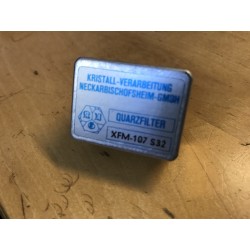 KRISTALL-VERARBEITUNG
NECKARBISCHOFSHEIM-GMBH
QUARZFILTER
XFM-107 S32